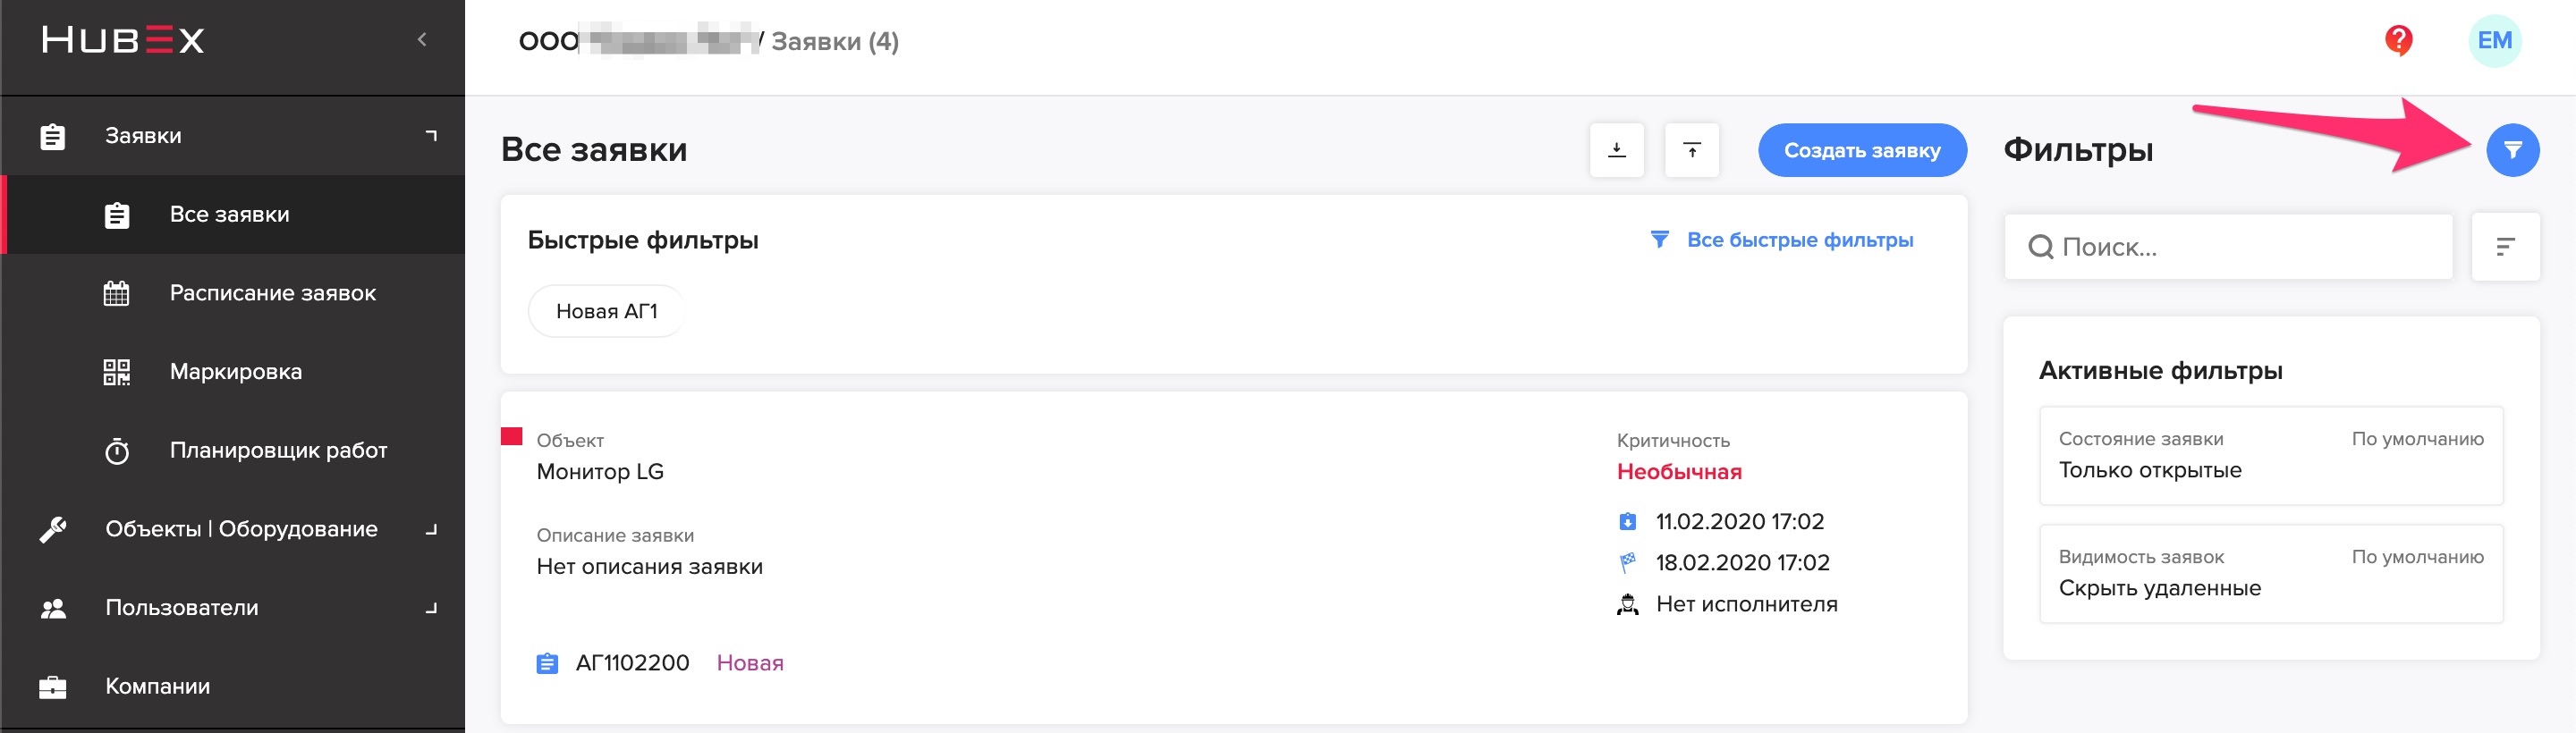 HUBEX
Заявки
Все заявки
Расписание заявок
Маркировка
Планировщик работ
Объекты | Оборудование
Пользователи
Компании
ООО / Заявки (4)
? EM
Все заявки
Создать заявку
Быстрые фильтры
Все быстрые фильтры
Новая АГ1
Объект
Монитор LG
Описание заявки
Нет описания заявки
АГ1102200 Новая
Критичность
Необычная
11.02.2020 17:02
18.02.2020 17:02
Нет исполнителя
Фильтры
Поиск...
Активные фильтры
Состояние заявки По умолчанию
Только открытые
Видимость заявок По умолчанию
Скрыть удаленные